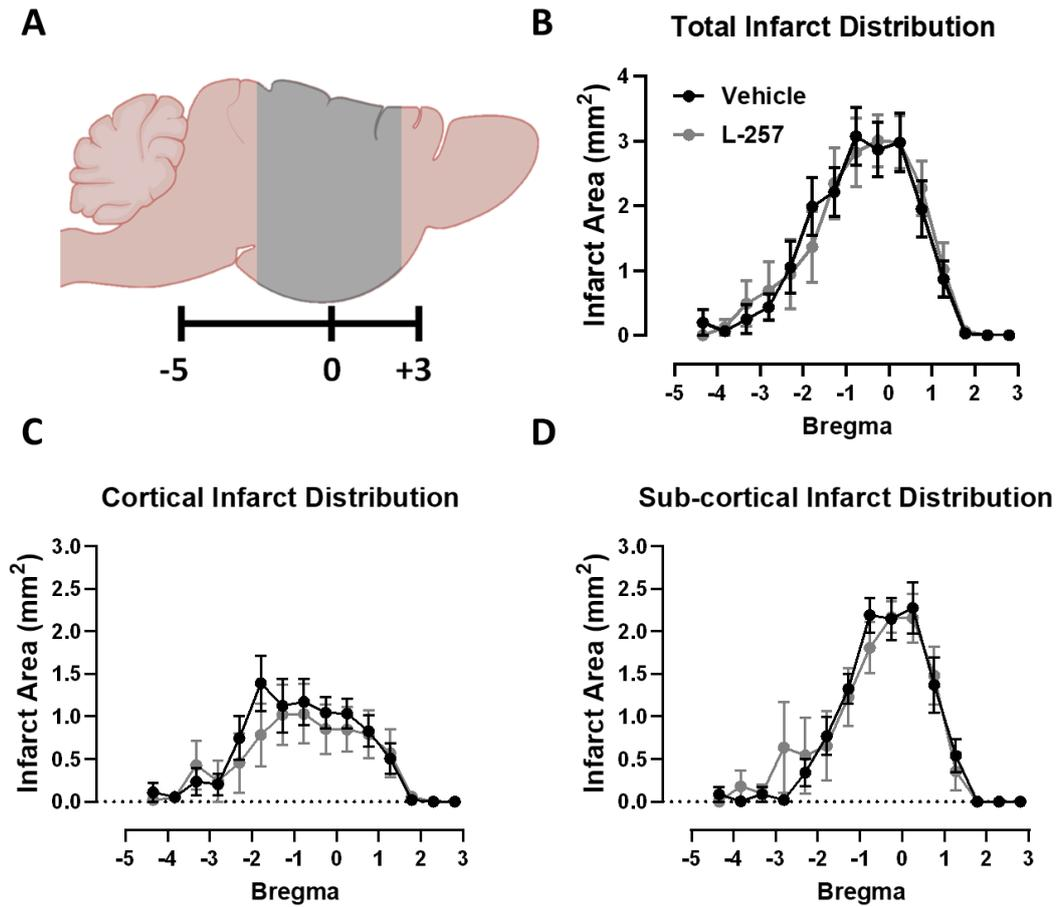 A
-5 0 +3
B
Total Infarct Distribution
Infarct Area (mm²)
4
3
2
1
0
Vehicle
L-257
-5 -4 -3 -2 -1 0 1 2 3
Bregma
C
Cortical Infarct Distribution
Infarct Area (mm²)
3.0
2.5
2.0
1.5
1.0
0.5
0.0
-5 -4 -3 -2 -1 0 1 2 3
Bregma
D
Sub-cortical Infarct Distribution
Infarct Area (mm²)
3.0
2.5
2.0
1.5
1.0
0.5
0.0
-5 -4 -3 -2 -1 0 1 2 3
Bregma